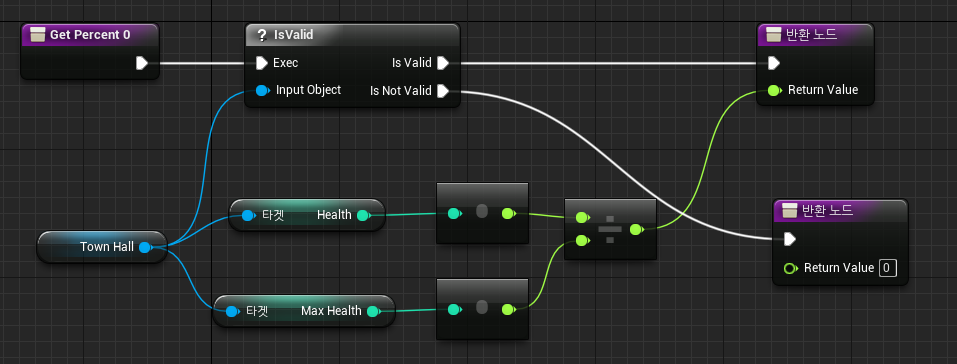 Get Percent 0
? IsValid
Exec
Is Valid
Input Object
Is Not Valid
반환 노드
Return Value
타겟
Health
Town Hall
타겟
Max Health
÷
반환 노드
Return Value 0